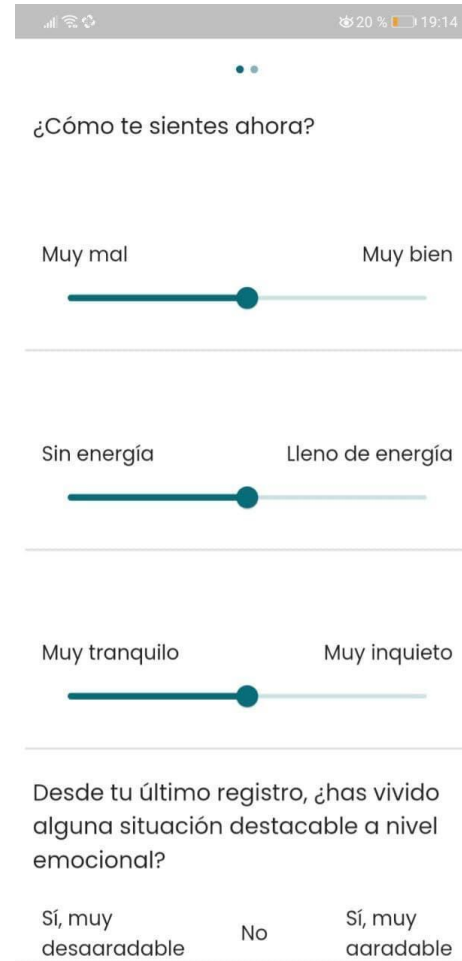 20 % 19:14
¿Cómo te sientes ahora?
Muy mal Muy bien
Sin energía Lleno de energía
Muy tranquilo Muy inquieto
Desde tu último registro, ¿has vivido
alguna situación destacable a nivel
emocional?
Sí, muy No Sí, muy
desagradable agradable